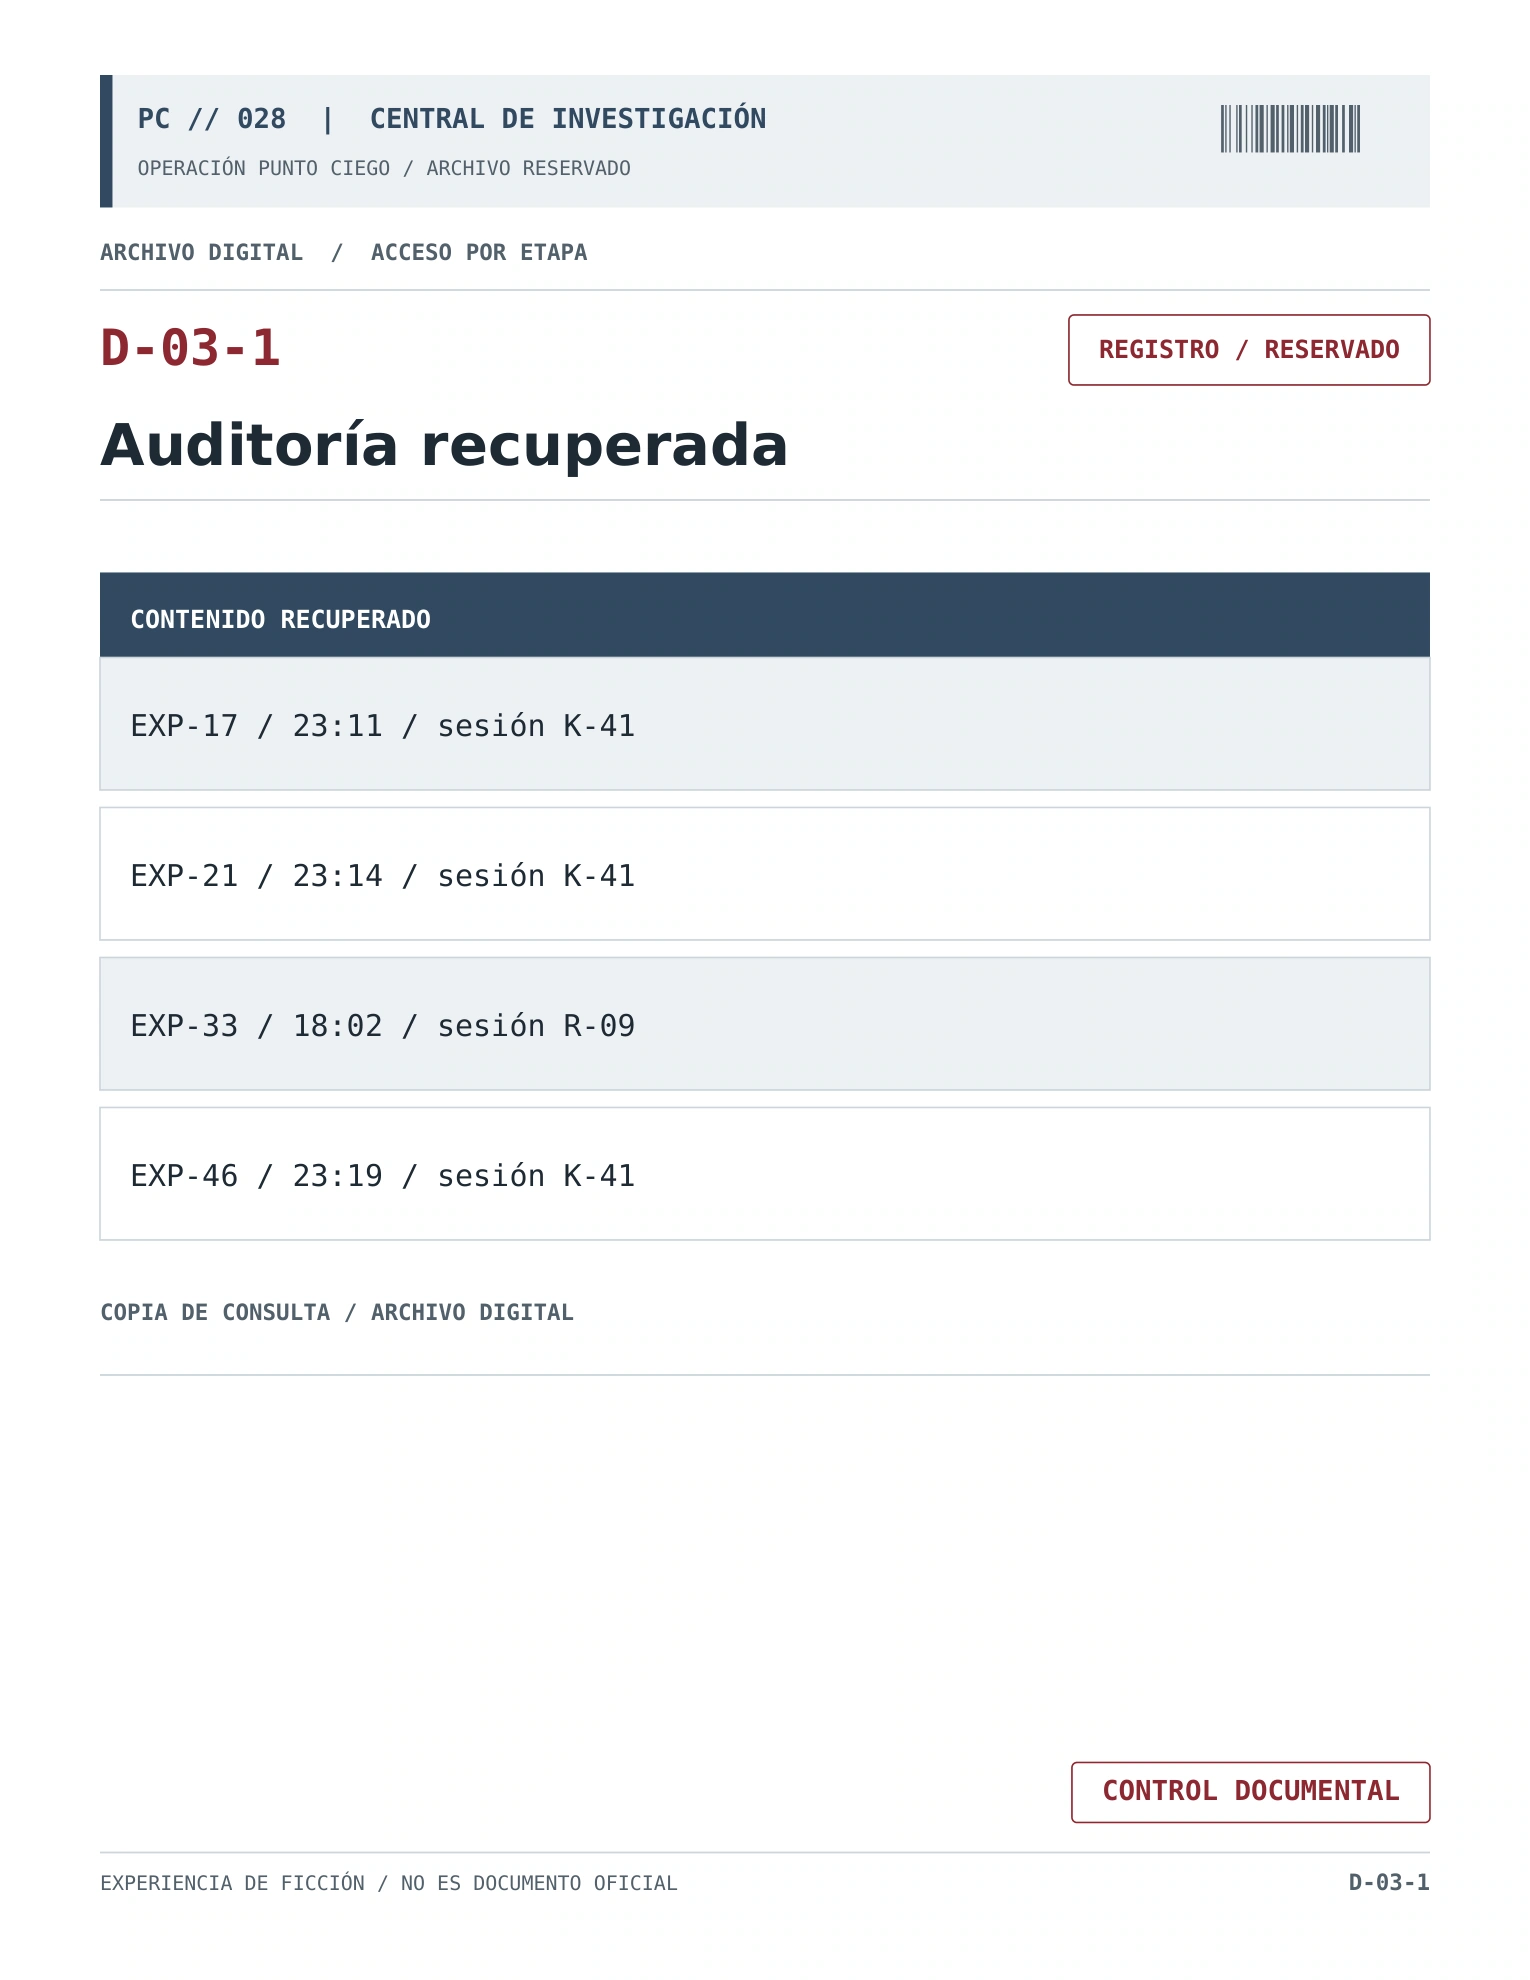 PC // 028 | CENTRAL DE INVESTIGACIÓN
OPERACIÓN PUNTO CIEGO / ARCHIVO RESERVADO
ARCHIVO DIGITAL / ACCESO POR ETAPA
D-03-1
REGISTRO / RESERVADO
Auditoría recuperada
CONTENIDO RECUPERADO
EXP-17 / 23:11 / sesión K-41
EXP-21 / 23:14 / sesión K-41
EXP-33 / 18:02 / sesión R-09
EXP-46 / 23:19 / sesión K-41
COPIA DE CONSULTA / ARCHIVO DIGITAL
CONTROL DOCUMENTAL
EXPERIENCIA DE FICCIÓN / NO ES DOCUMENTO OFICIAL
D-03-1